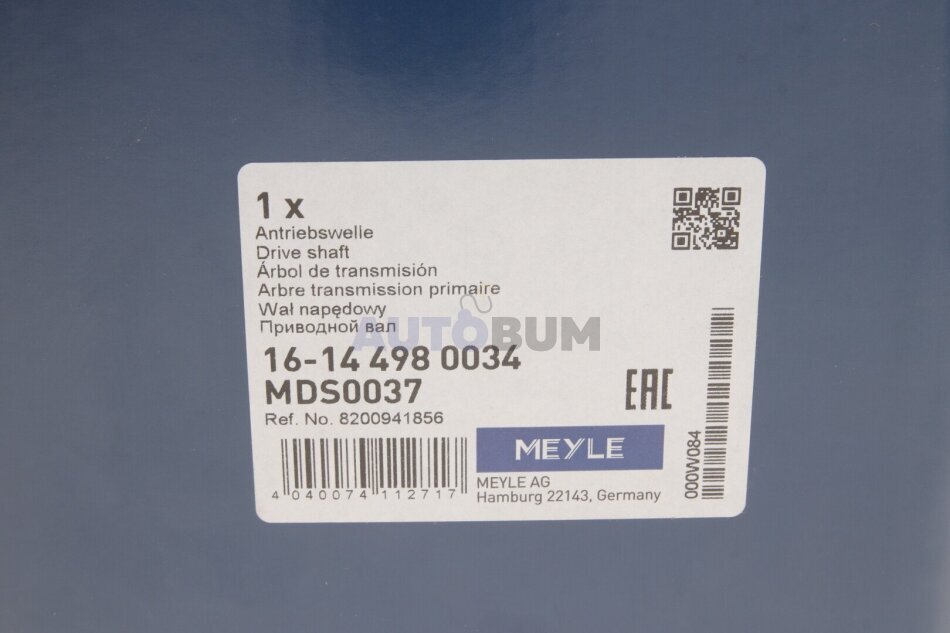 1 x
Antriebswelle
Drive shaft
Árbol de transmisión
Arbre transmission primaire
Wał napędowy
Приводной вал
AUTOBUM
16-14 498 0034
MDS0037
Ref. No. 8200941856
EAC
MEYLE
MEYLE AG
Hamburg 22143, Germany
4 040074 112717
000W084